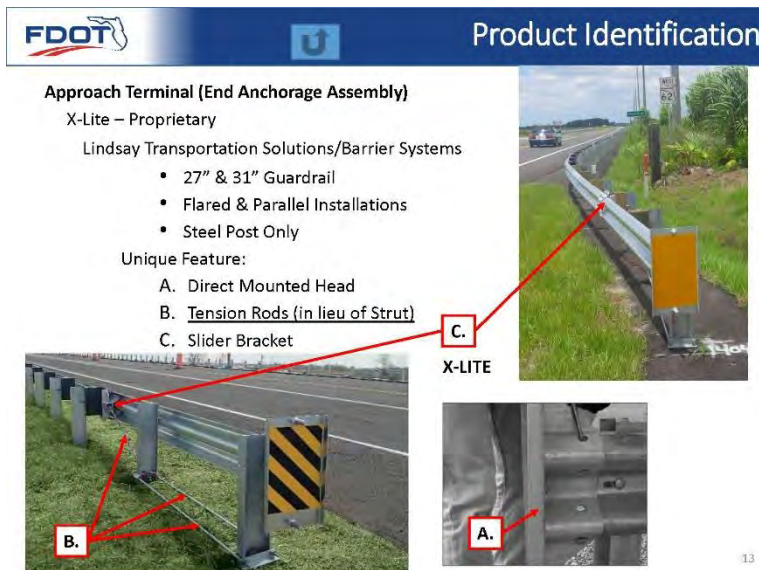 FDOT
Product Identification
Approach Terminal (End Anchorage Assembly)
X-Lite – Proprietary
Lindsay Transportation Solutions/Barrier Systems
• 27" & 31" Guardrail
• Flared & Parallel Installations
• Steel Post Only
Unique Feature:
A. Direct Mounted Head
B. Tension Rods (in lieu of Strut)
C. Slider Bracket
62
C.
X-LITE
B.
A.
13